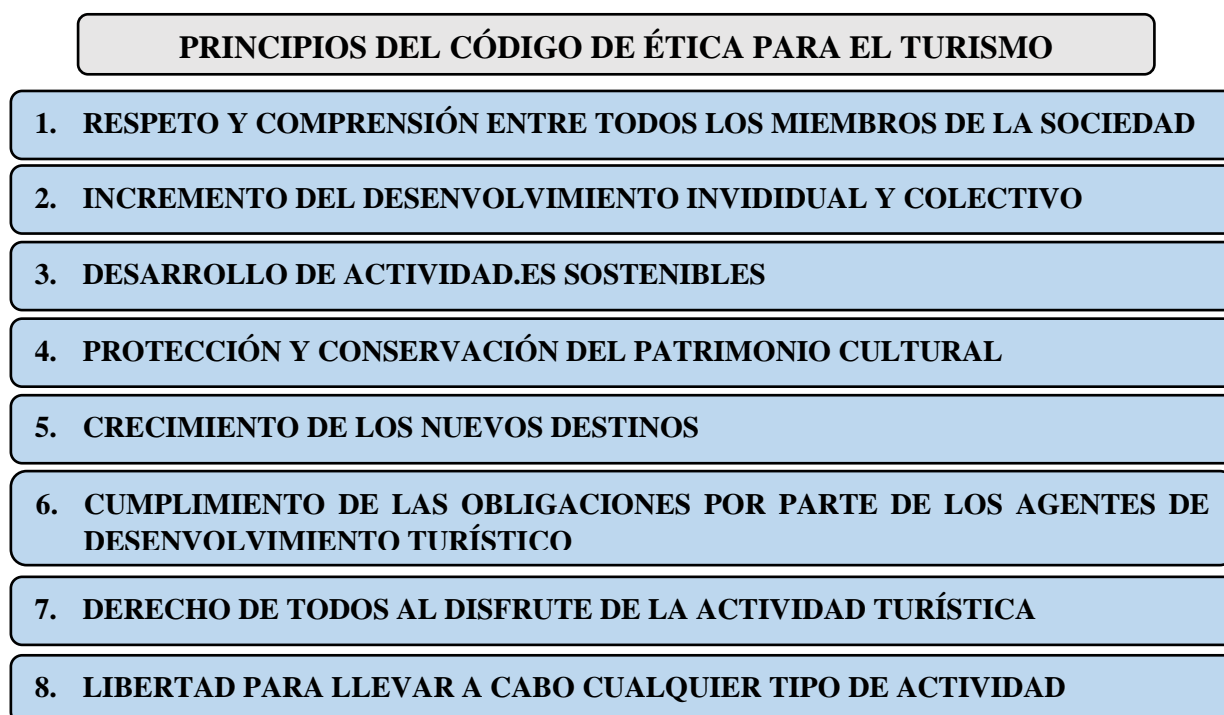 PRINCIPIOS DEL CÓDIGO DE ÉTICA PARA EL TURISMO
1. RESPETO Y COMPRENSIÓN ENTRE TODOS LOS MIEMBROS DE LA SOCIEDAD
2. INCREMENTO DEL DESENVOLVIMIENTO INVIDIDUAL Y COLECTIVO
3. DESARROLLO DE ACTIVIDAD.ES SOSTENIBLES
4. PROTECCIÓN Y CONSERVACIÓN DEL PATRIMONIO CULTURAL
5. CRECIMIENTO DE LOS NUEVOS DESTINOS
6. CUMPLIMIENTO DE LAS OBLIGACIONES POR PARTE DE LOS AGENTES DE
DESENVOLVIMIENTO TURÍSTICO
7. DERECHO DE TODOS AL DISFRUTE DE LA ACTIVIDAD TURÍSTICA
8. LIBERTAD PARA LLEVAR A CABO CUALQUIER TIPO DE ACTIVIDAD